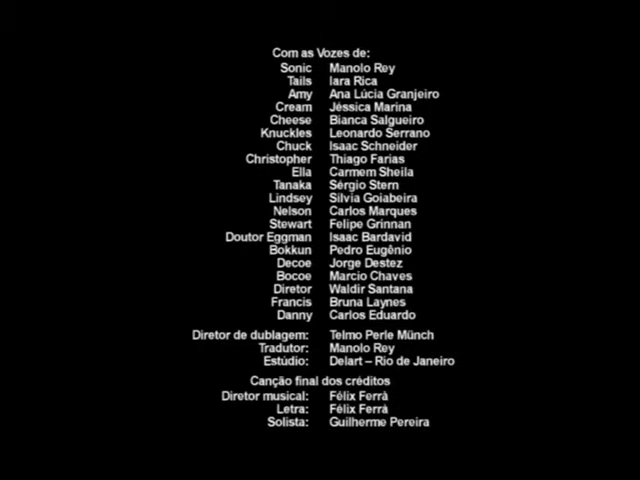 Com as Vozes de:
Sonic Manolo Rey
Tails Iara Rica
Amy Ana Lúcia Granjeiro
Cream Jéssica Marina
Cheese Bianca Salgueiro
Knuckles Leonardo Serrano
Chuck Isaac Schneider
Christopher Thiago Farias
Ella Carmem Sheila
Tanaka Sérgio Stern
Lindsey Silvia Goiabeira
Nelson Carlos Marques
Stewart Felipe Grinnan
Doutor Eggman Isaac Bardavid
Bokkun Pedro Eugênio
Decoe Jorge Destez
Bocoe Marcio Chaves
Diretor Waldir Santana
Francis Bruna Laynes
Danny Carlos Eduardo
Diretor de dublagem: Telmo Perle Münch
Tradutor: Manolo Rey
Estúdio: Delart – Rio de Janeiro
Canção final dos créditos
Diretor musical: Félix Ferrà
Letra: Félix Ferrà
Solista: Guilherme Pereira